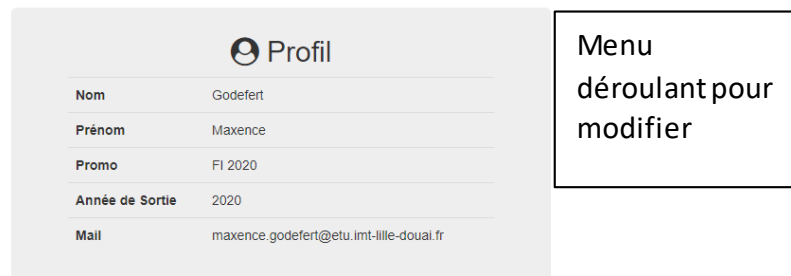 Profil
Nom Godefert
Prénom Maxence
Promo FI 2020
Année de Sortie 2020
Mail maxence.godefert@etu.imt-lille-douai.fr
Menu
déroulant pour
modifier